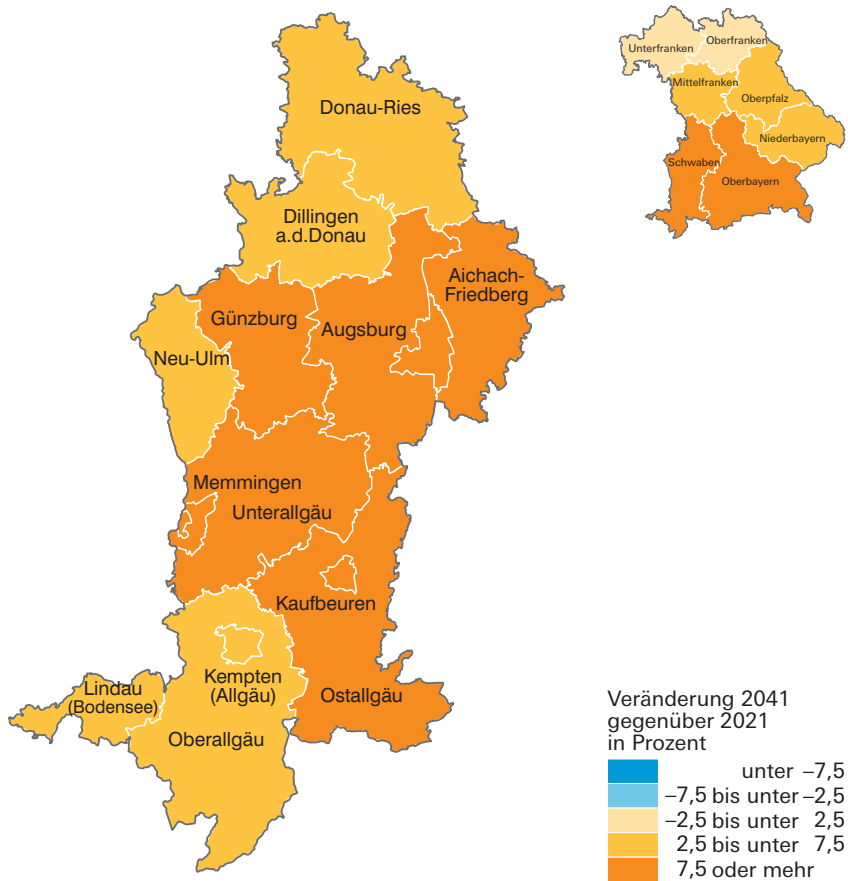 Donau-Ries
Dillingen
a.d.Donau
Aichach-
Friedberg
Günzburg
Augsburg
Neu-Ulm
Memmingen
Unterallgäu
Kaufbeuren
Kempten
(Allgäu)
Lindau
(Bodensee)
Ostallgäu
Oberallgäu
Unterfranken
Oberfranken
Mittelfranken
Oberpfalz
Niederbayern
Schwaben
Oberbayern
Veränderung 2041
gegenüber 2021
in Prozent
unter –7,5
–7,5 bis unter –2,5
–2,5 bis unter 2,5
2,5 bis unter 7,5
7,5 oder mehr